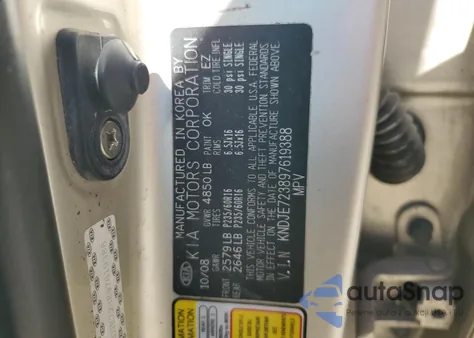 MANUFACTURED IN KOREA BY
KIA MOTORS CORPORATION
10/08 GVWR 4850LB PAINT OK TRIM EZ
GAWR TIRES RIMS COLD TIRE INFL
FRONT 2579LB P235/60R16 6.5Jx16 30 psi SINGLE
REAR 2646LB P235/60R16 6.5Jx16 30 psi SINGLE
THIS VEHICLE CONFORMS TO ALL APPLICABLE U.S.A FEDERAL
MOTOR VEHICLE SAFETY AND THEFT PREVENTION STANDARDS
IN EFFECT ON THE DATE OF MANUFACTURE SHOWN ABOVE.
V.I.N KNDJE723897619388
MPV
KIA
autoSnap